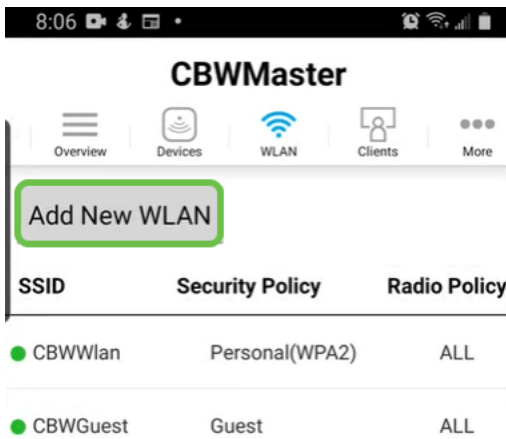 8:06
CBWMaster
Overview Devices WLAN Clients More
Add New WLAN
SSID Security Policy Radio Policy
CBWWlan Personal(WPA2) ALL
CBWGuest Guest ALL